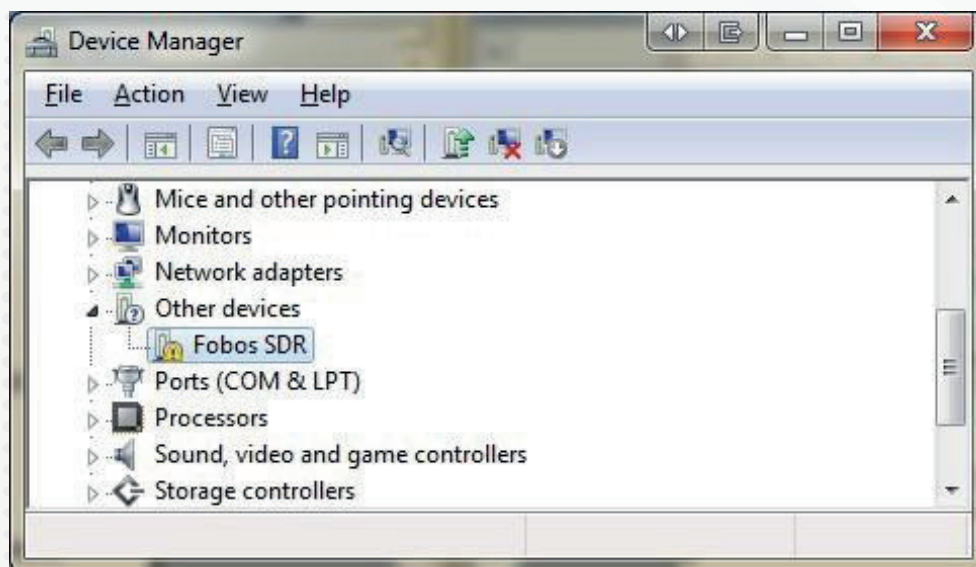 Device Manager
File Action View Help
Mice and other pointing devices
Monitors
Network adapters
Other devices
Fobos SDR
Ports (COM & LPT)
Processors
Sound, video and game controllers
Storage controllers